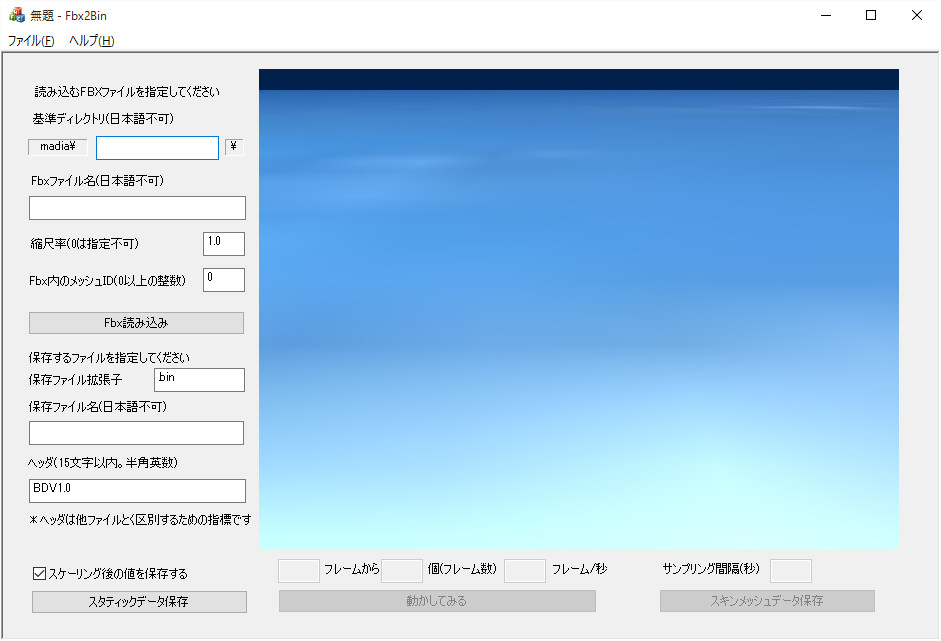 無題 - Fbx2Bin
ファイル(F) ヘルプ(H)
読み込むFBXファイルを指定してください
基準ディレクトリ(日本語不可)
madia¥ ¥
Fbxファイル名(日本語不可)
縮尺率(0は指定不可) 1.0
Fbx内のメッシュID(0以上の整数) 0
Fbx読み込み
保存するファイルを指定してください
保存ファイル拡張子 .bin
保存ファイル名(日本語不可)
ヘッダ(15文字以内。半角英数)
BDV1.0
*ヘッダは他ファイルとく区別するための指標です
スケーリング後の値を保存する
スタティックデータ保存
フレームから 個(フレーム数) フレーム/秒 サンプリング間隔(秒)
動かしてみる スキンメッシュデータ保存